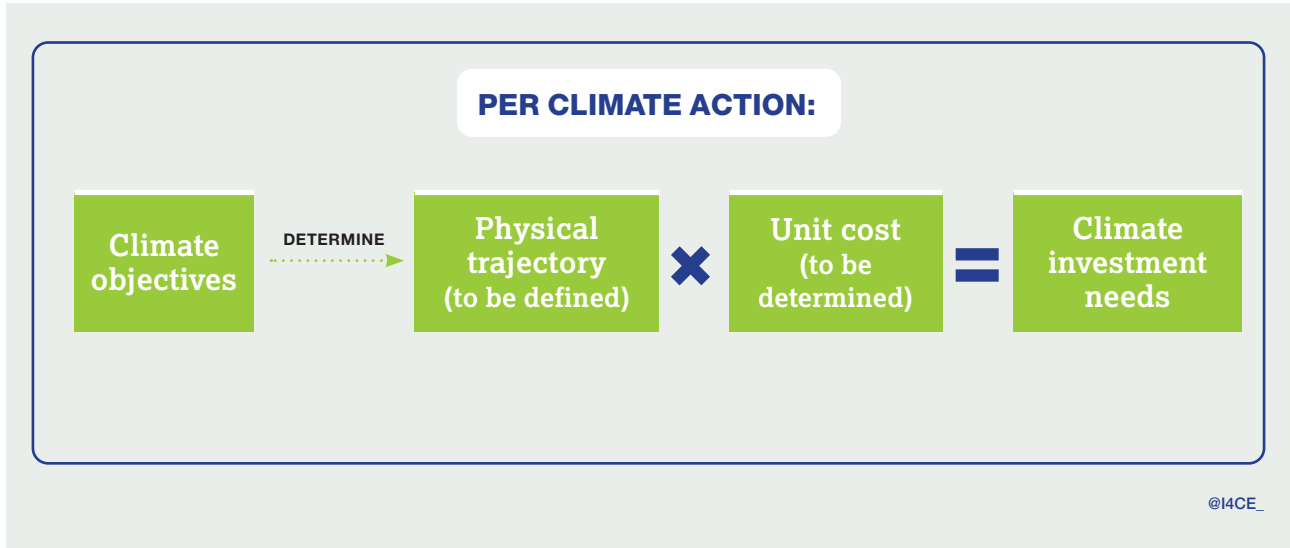 PER CLIMATE ACTION:
Climate
objectives
DETERMINE
Physical
trajectory
(to be defined)
Unit cost
(to be
determined)
Climate
investment
needs
@I4CE_